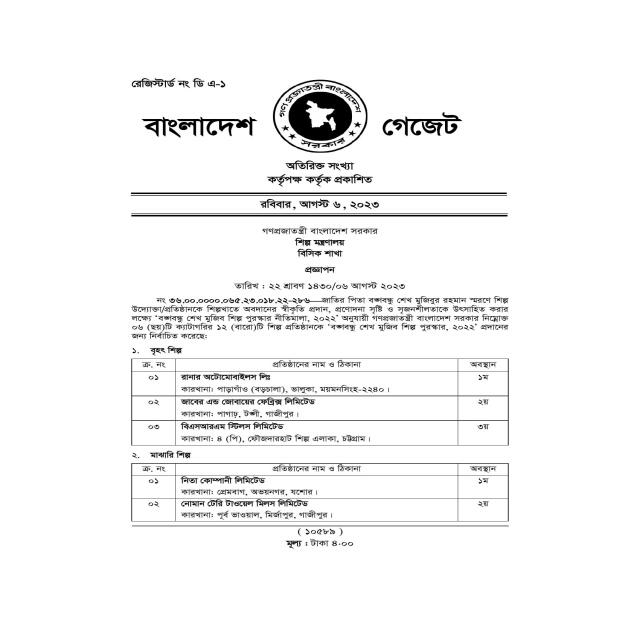 রেজিস্টার্ড নং ডি এ-১
গণপ্রজাতন্ত্রী বাংলাদেশ
সরকার
বাংলাদেশ গেজেট
অতিরিক্ত সংখ্যা
কর্তৃপক্ষ কর্তৃক প্রকাশিত
রবিবার, আগস্ট ৬, ২০২৩
গণপ্রজাতন্ত্রী বাংলাদেশ সরকার
শিল্প মন্ত্রণালয়
বিসিক শাখা
প্রজ্ঞাপন
তারিখ : ২২ শ্রাবণ ১৪৩০/০৬ আগস্ট ২০২৩
নং ৩৬.০০.০০০০.০৬৫.২৩.০১৮.২২-২৮৬—জাতির পিতা বঙ্গবন্ধু শেখ মুজিবুর রহমান স্মরণে শিল্প
উদ্যোক্তা/প্রতিষ্ঠানকে শিল্পখাতে অবদানের স্বীকৃতি প্রদান, প্রণোদনা সৃষ্টি ও সৃজনশীলতাকে উৎসাহিত করার
লক্ষ্যে ‘বঙ্গবন্ধু শেখ মুজিব শিল্প পুরস্কার নীতিমালা, ২০২২’ অনুযায়ী গণপ্রজাতন্ত্রী বাংলাদেশ সরকার নিম্নোক্ত
০৬ (ছয়)টি ক্যাটাগরির ১২ (বারো)টি শিল্প প্রতিষ্ঠানকে ‘বঙ্গবন্ধু শেখ মুজিব শিল্প পুরস্কার, ২০২২’ প্রদানের
জন্য নির্বাচিত করেছে:
১. বৃহৎ শিল্প
ক্র. নং প্রতিষ্ঠানের নাম ও ঠিকানা অবস্থান
০১ রানার অটোমোবাইলস লিঃ ১ম
কারখানা: পাড়াগাঁও (বড়চালা), ভালুকা, ময়মনসিংহ-২২৪০।
০২ জাবের এন্ড জোবায়ের ফেব্রিক্স লিমিটেড ২য়
কারখানা: পাগাঢ়, টঙ্গী, গাজীপুর।
০৩ বিএসআরএম স্টিলস লিমিটেড ৩য়
কারখানা: ৪ (পি), ফৌজদারহাট শিল্প এলাকা, চট্টগ্রাম।
২. মাঝারি শিল্প
ক্র. নং প্রতিষ্ঠানের নাম ও ঠিকানা অবস্থান
০১ নিতা কোম্পানী লিমিটেড ১ম
কারখানা: প্রেমবাগ, অভয়নগর, যশোর।
০২ নোমান টেরি টাওয়েল মিলস লিমিটেড ২য়
কারখানা: পূর্ব ভাওয়াল, মির্জাপুর, গাজীপুর।
( ১০৫৮৯ )
মূল্য : টাকা ৪.০০